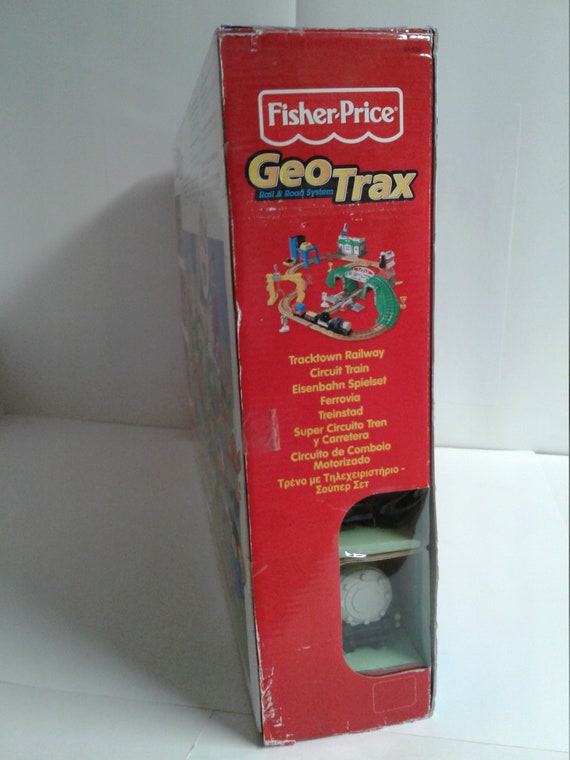 Fisher-Price®
GeoTrax
Rail & Road System
Tracktown Railway
Circuit Train
Eisenbahn Spielset
Ferrovia
Treinstad
Super Circuito Tren
y Carretera
Circuito de Comboio
Motorizado
Τρένο με Τηλεχειριστήριο -
Σούπερ Σετ